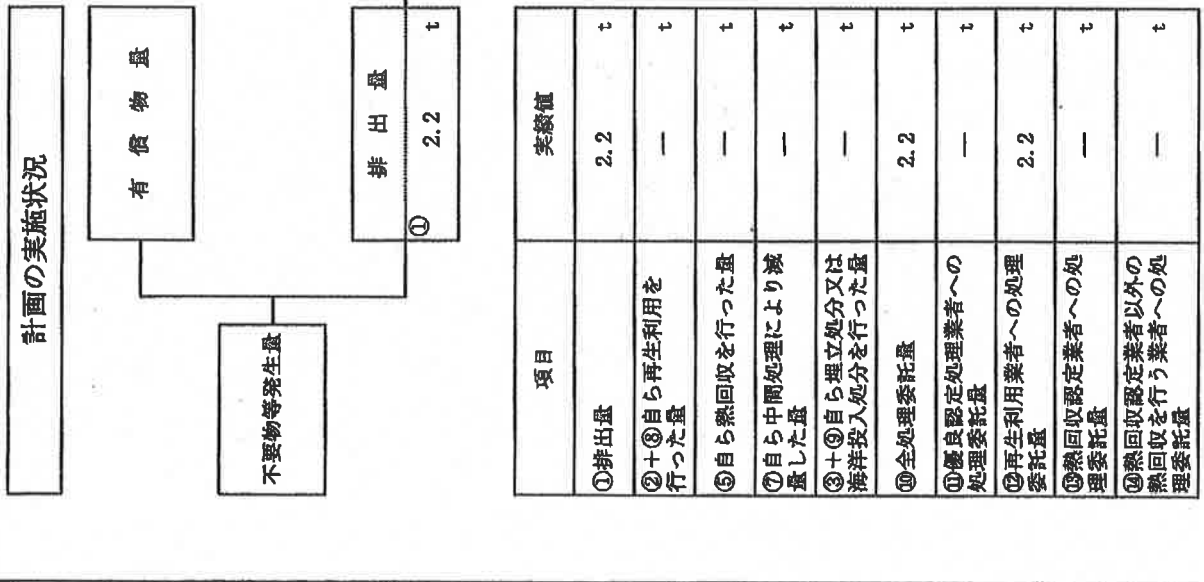 計画の実施状況
有償物量
不要物等発生量
排出量
① 2.2 t
項目 実績値
①排出量 2.2 t
②+⑧自ら再生利用を
行った量 — t
⑤自ら熱回収を行った量 — t
⑦自ら中間処理により減
量した量 — t
③+⑨自ら埋立処分又は
海洋投入処分を行った量 — t
⑩全処理委託量 2.2 t
⑪優良認定処理業者への
処理委託量 — t
⑫再生利用業者への処理
委託量 2.2 t
⑬熱回収認定業者への処
理委託量 — t
⑭熱回収認定業者以外の
熱回収を行う業者への処
理委託量 — t